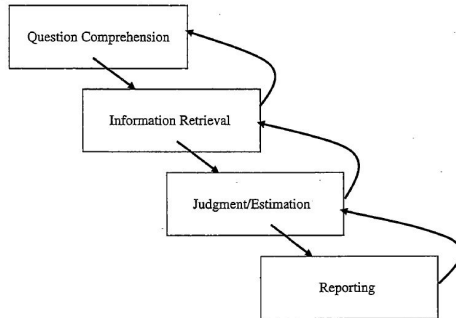 Question Comprehension
Information Retrieval
Judgment/Estimation
Reporting